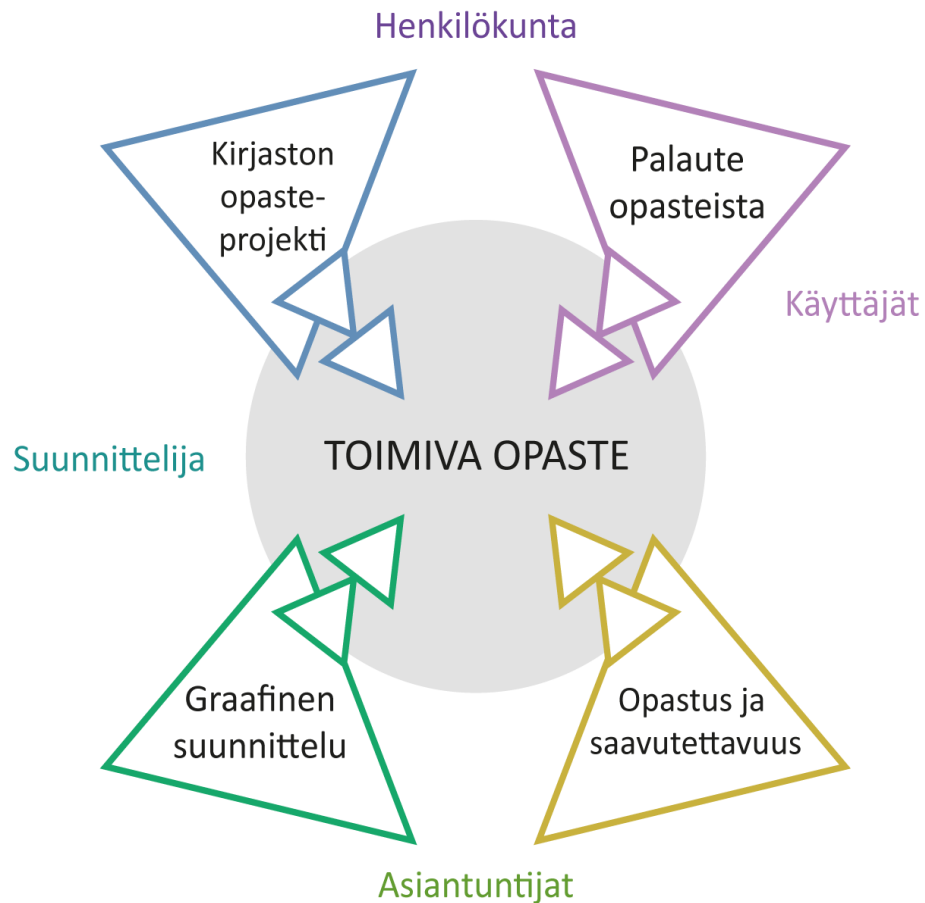 Henkilökunta
Kirjaston
opaste-
projekti
Palaute
opasteista
Käyttäjät
Suunnittelija
TOIMIVA OPASTE
Graafinen
suunnittelu
Opastus ja
saavutettavuus
Asiantuntijat